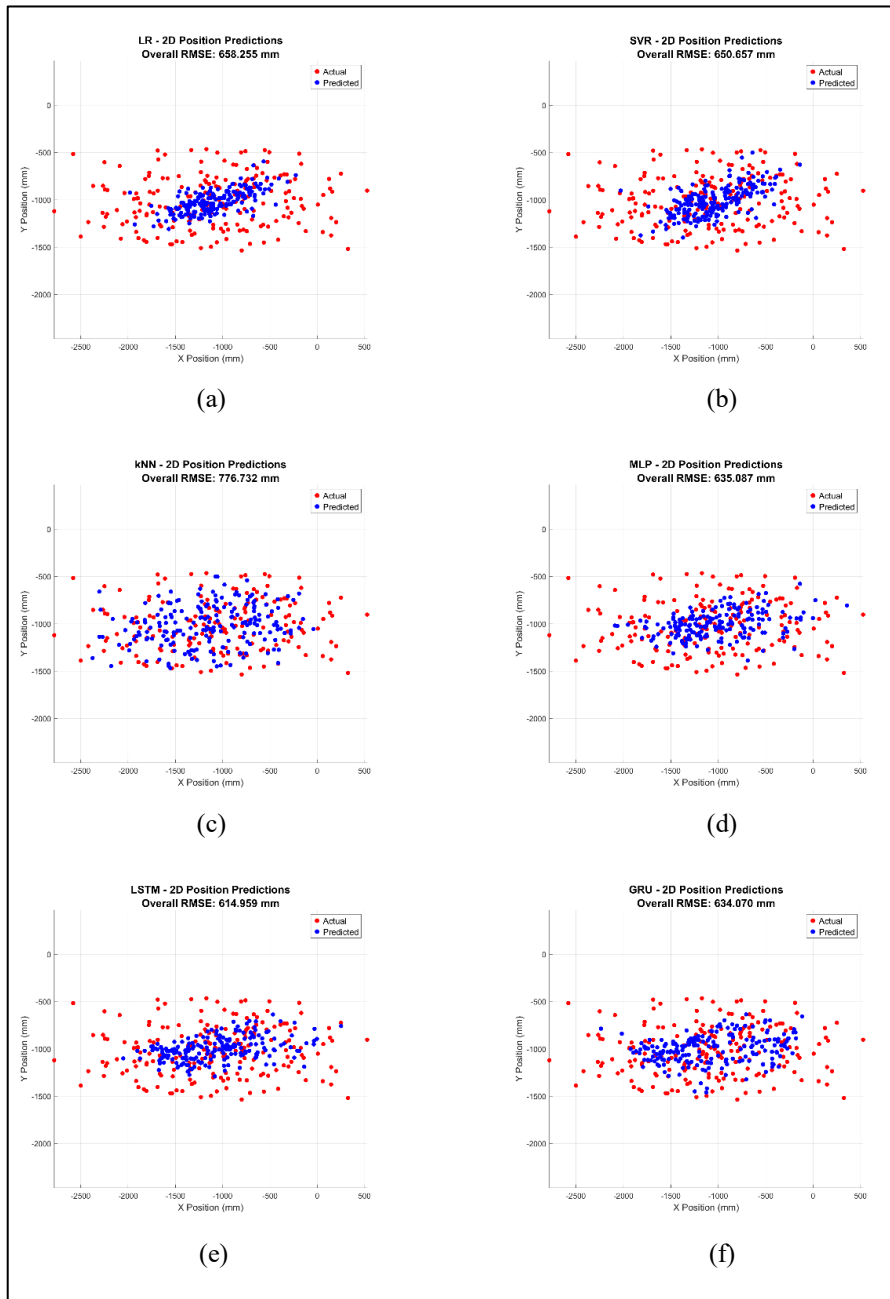 LR - 2D Position Predictions
Overall RMSE: 658.255 mm
Actual
Predicted
0
-500
-1000
-1500
-2000
Y Position (mm)
-2500
-2000
-1500
-1000
-500
0
500
X Position (mm)
(a)
SVR - 2D Position Predictions
Overall RMSE: 650.657 mm
Actual
Predicted
0
-500
-1000
-1500
-2000
Y Position (mm)
-2500
-2000
-1500
-1000
-500
0
500
X Position (mm)
(b)
kNN - 2D Position Predictions
Overall RMSE: 776.732 mm
Actual
Predicted
0
-500
-1000
-1500
-2000
Y Position (mm)
-2500
-2000
-1500
-1000
-500
0
500
X Position (mm)
(c)
MLP - 2D Position Predictions
Overall RMSE: 635.087 mm
Actual
Predicted
0
-500
-1000
-1500
-2000
Y Position (mm)
-2500
-2000
-1500
-1000
-500
0
500
X Position (mm)
(d)
LSTM - 2D Position Predictions
Overall RMSE: 614.959 mm
Actual
Predicted
0
-500
-1000
-1500
-2000
Y Position (mm)
-2500
-2000
-1500
-1000
-500
0
500
X Position (mm)
(e)
GRU - 2D Position Predictions
Overall RMSE: 634.070 mm
Actual
Predicted
0
-500
-1000
-1500
-2000
Y Position (mm)
-2500
-2000
-1500
-1000
-500
0
500
X Position (mm)
(f)